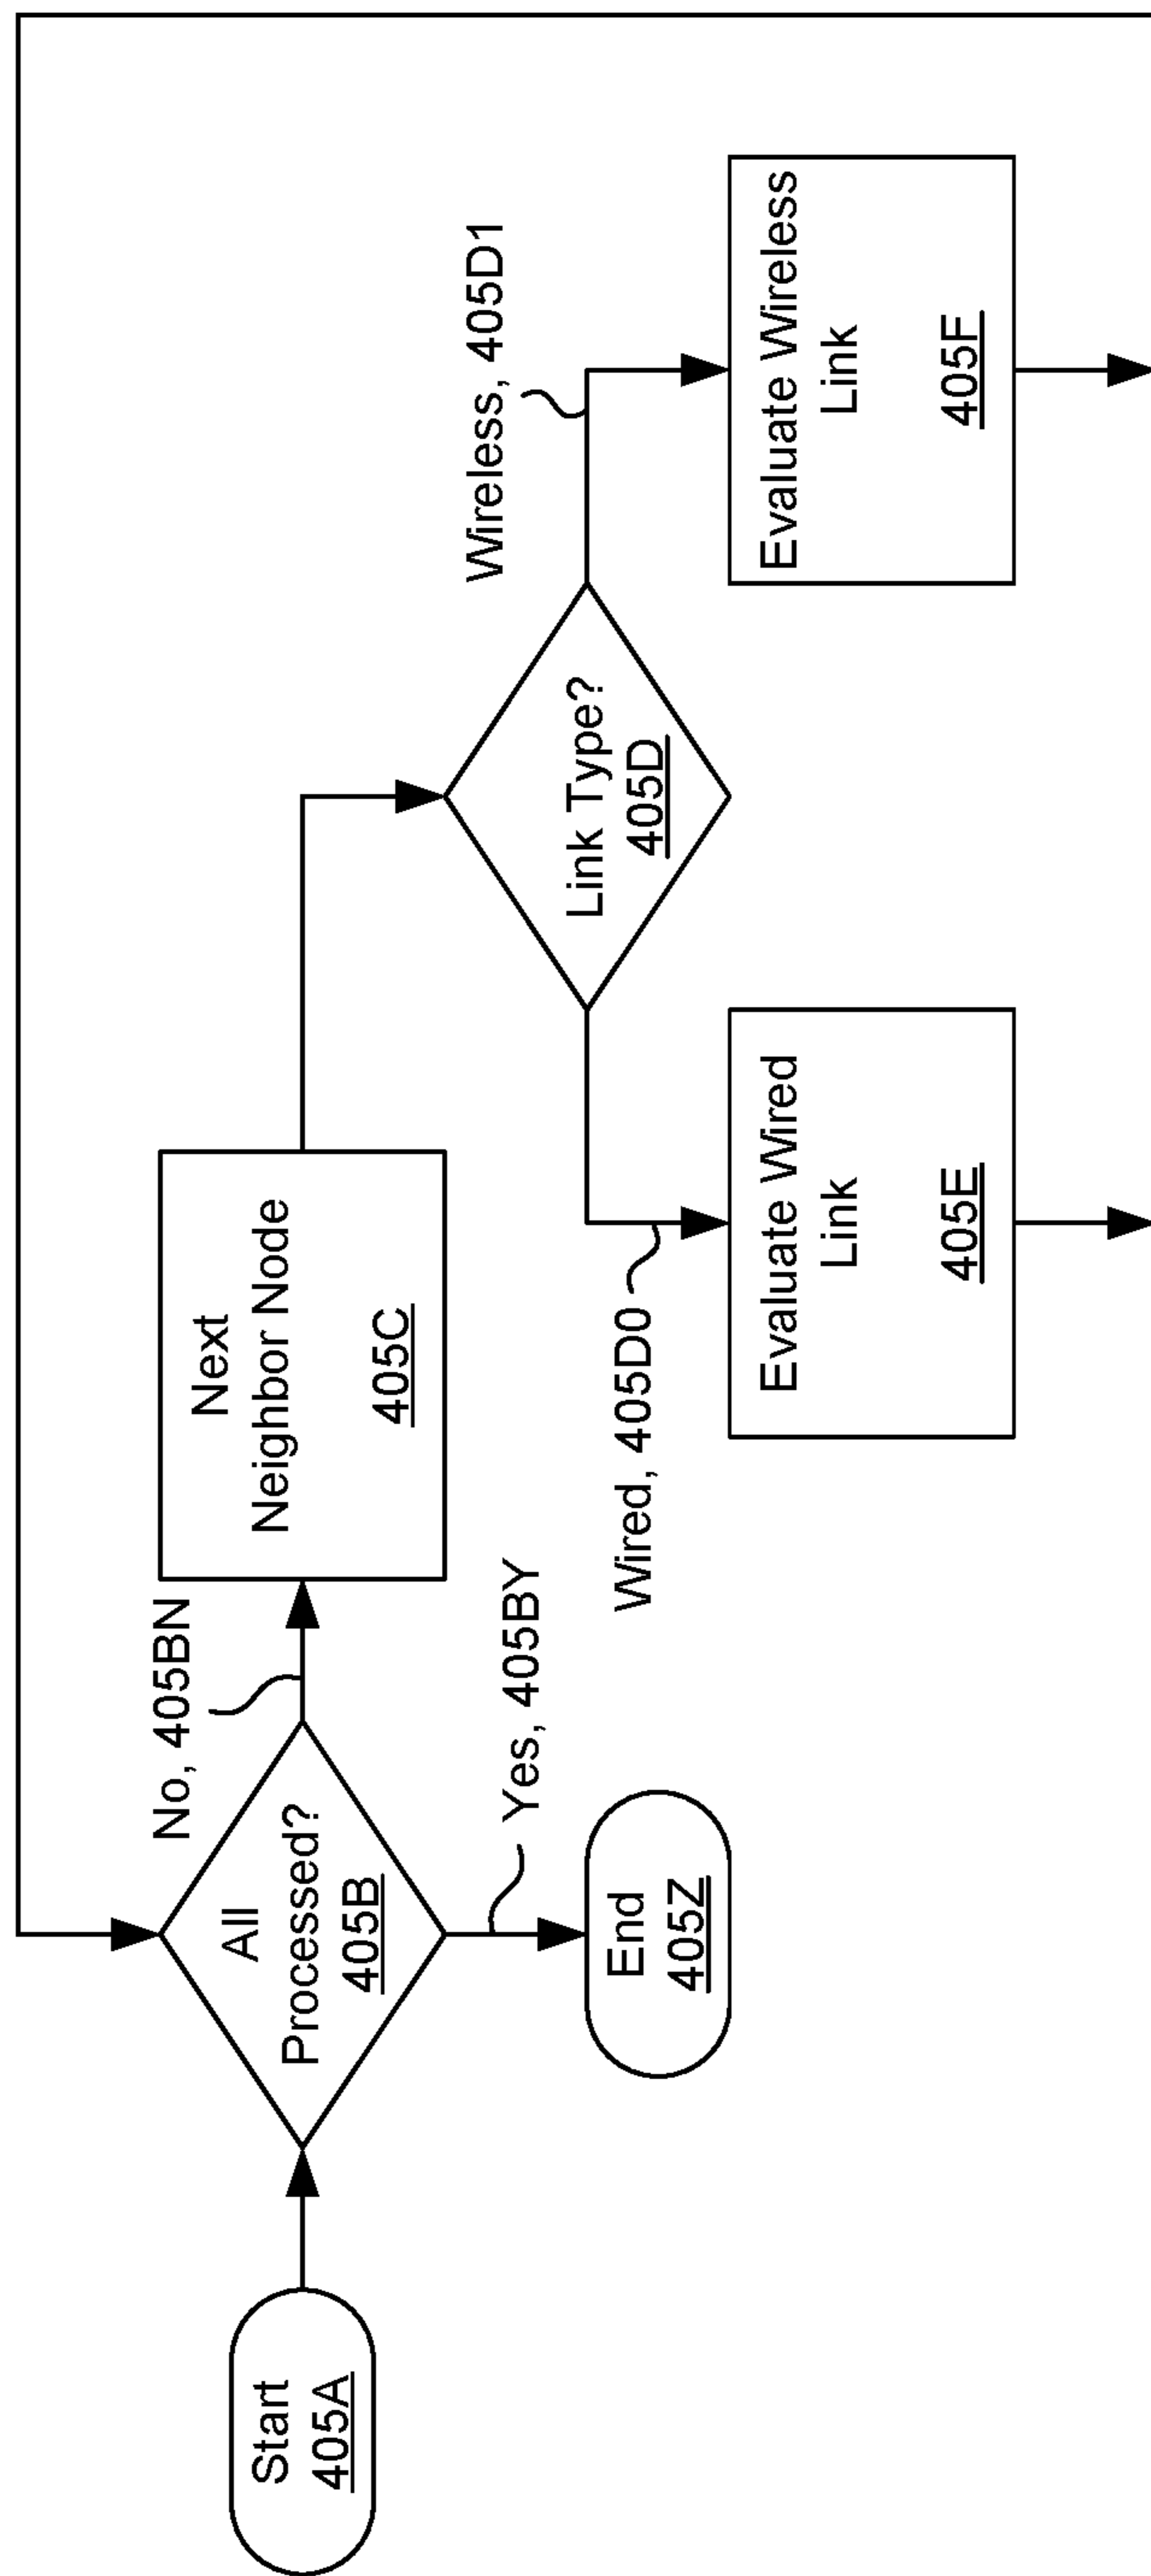 Start
405A
All
Processed?
405B
No, 405BN
Yes, 405BY
End
405Z
Next
Neighbor Node
405C
Link Type?
405D
Wired, 405D0
Wireless, 405D1
Evaluate Wired
Link
405E
Evaluate Wireless
Link
405F